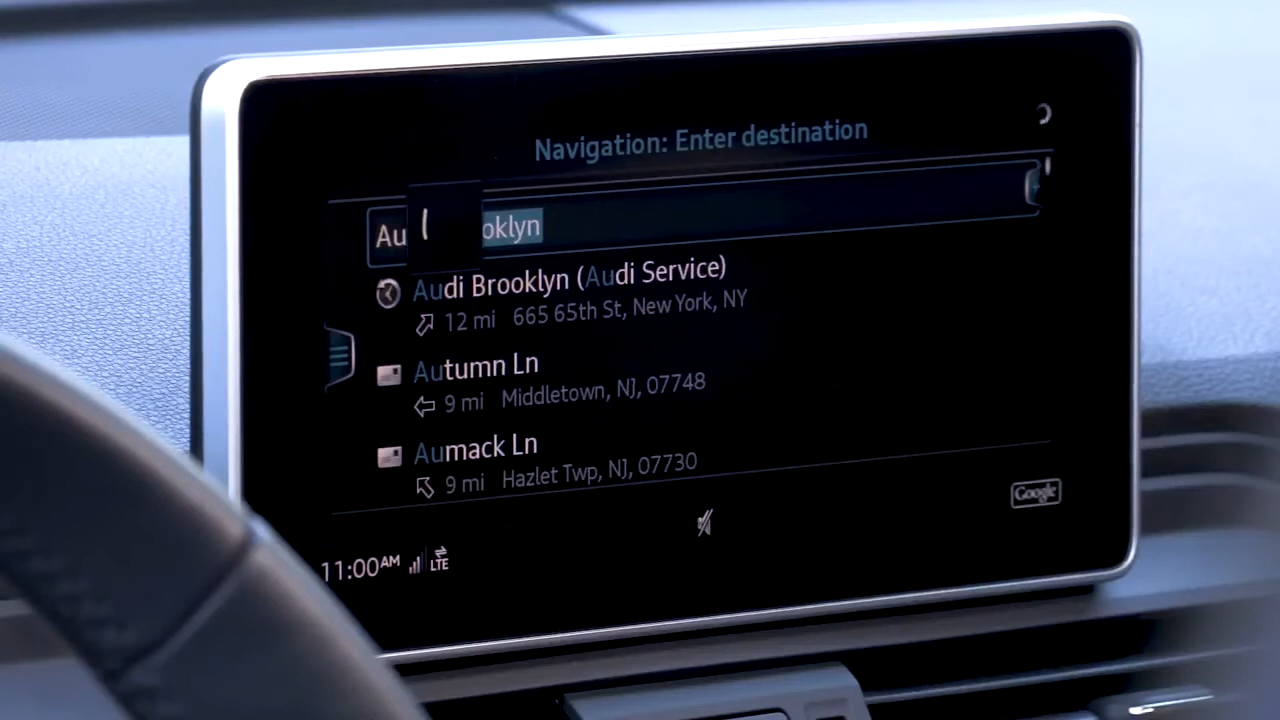 Navigation: Enter destination
Au oklyn
Audi Brooklyn (Audi Service)
12 mi 665 65th St, New York, NY
Autumn Ln
9 mi Middletown, NJ, 07748
Aumack Ln
9 mi Hazlet Twp, NJ, 07730
Google
11:00AM LTE